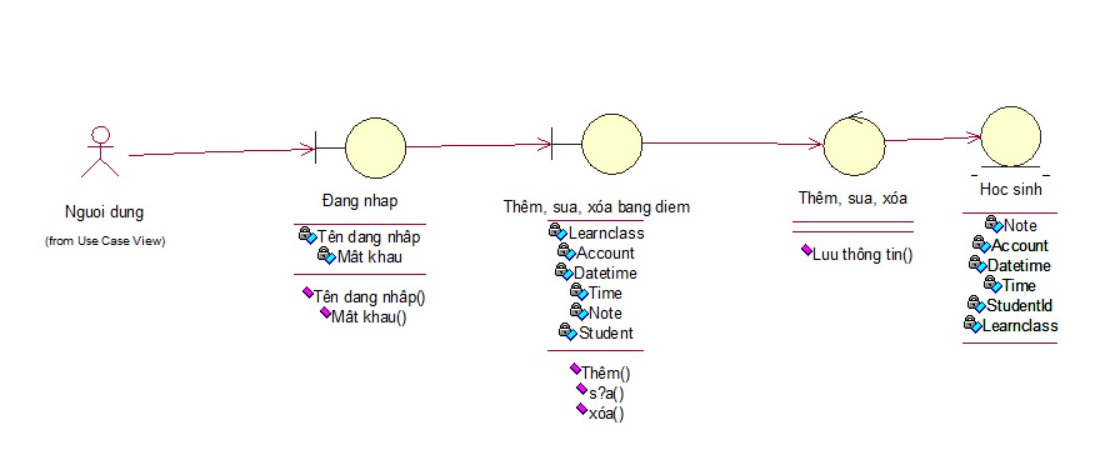 Nguoi dung
(from Use Case View)
Đang nhap
Tên dang nhâp
Mât khau
Tên dang nhâp()
Mât khau()
Thêm, sua, xóa bang diem
Learnclass
Account
Datetime
Time
Note
Student
Thêm()
s?a()
xóa()
Thêm, sua, xóa
Luu thông tin()
Hoc sinh
Note
Account
Datetime
Time
StudentId
Learnclass